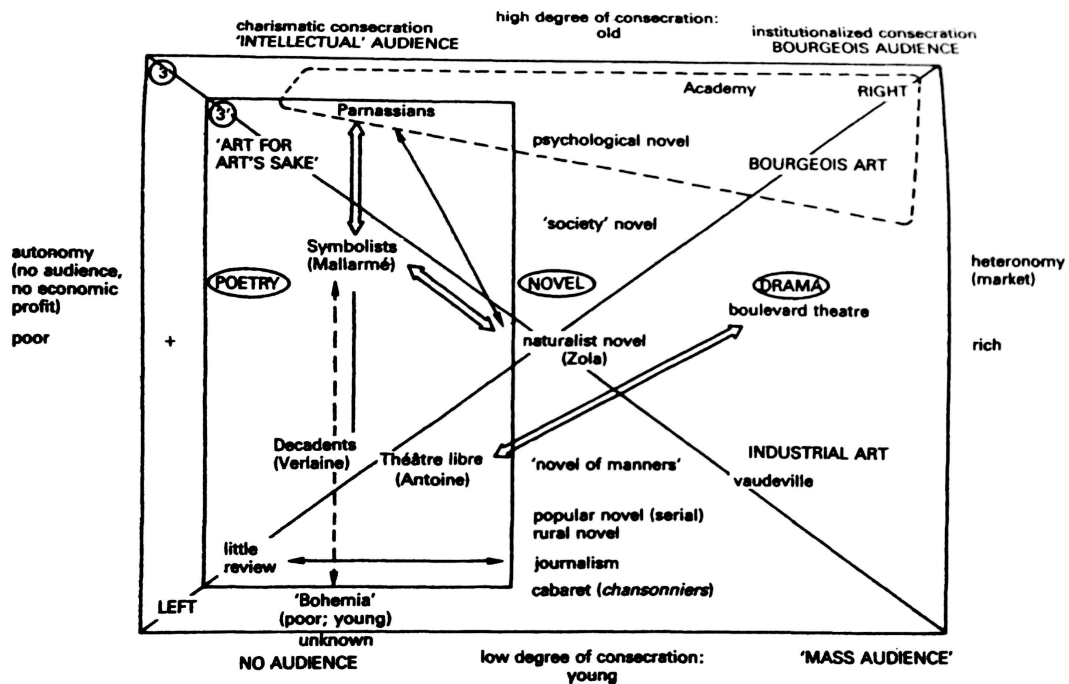 charismatic consecration
'INTELLECTUAL' AUDIENCE
high degree of consecration:
old
institutionalized consecration
BOURGEOIS AUDIENCE
3
3'
Parnassians
Academy
RIGHT
'ART FOR
ART'S SAKE'
psychological novel
BOURGEOIS ART
'society' novel
autonomy
(no audience,
no economic
profit)
poor
+
Symbolists
(Mallarmé)
POETRY
NOVEL
DRAMA
boulevard theatre
heteronomy
(market)
rich
naturalist novel
(Zola)
Decadents
(Verlaine)
Théâtre libre
(Antoine)
'novel of manners'
INDUSTRIAL ART
vaudeville
popular novel (serial)
rural novel
little
review
journalism
cabaret (chansonniers)
LEFT
'Bohemia'
(poor; young)
unknown
NO AUDIENCE
low degree of consecration:
young
'MASS AUDIENCE'